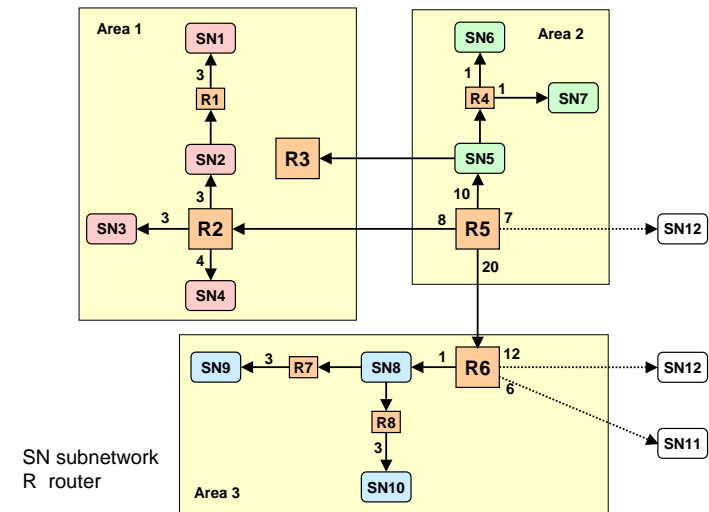 Area 1
SN1
3
R1
SN2
3
SN3
3
R2
4
SN4
R3
SN6
Area 2
1
R4
1
SN7
SN5
10
8
R5
7
SN12
20
SN9
3
R7
SN8
1
R6
12
SN12
6
R8
3
SN11
SN10
Area 3
SN subnetwork
R router